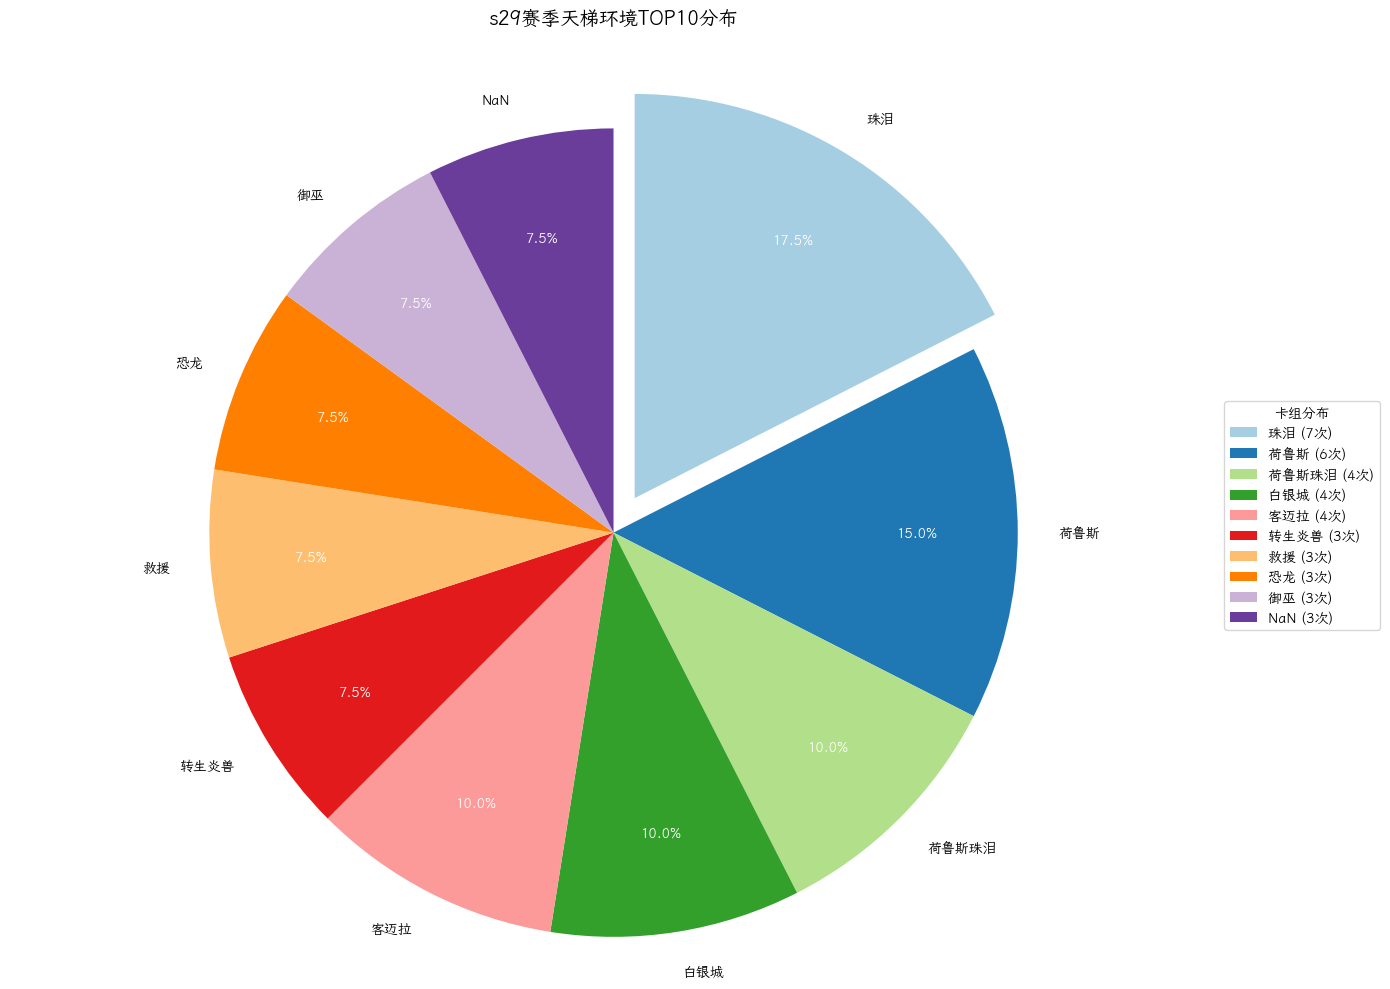 s29赛季天梯环境TOP10分布
NaN
珠泪
御巫
7.5%
17.5%
7.5%
恐龙
7.5%
卡组分布
珠泪 (7次)
荷鲁斯 (6次)
荷鲁斯珠泪 (4次)
白银城 (4次)
客迈拉 (4次)
转生炎兽 (3次)
救援 (3次)
恐龙 (3次)
御巫 (3次)
NaN (3次)
15.0%
荷鲁斯
7.5%
救援
7.5%
10.0%
转生炎兽
10.0%
10.0%
荷鲁斯珠泪
客迈拉
白银城